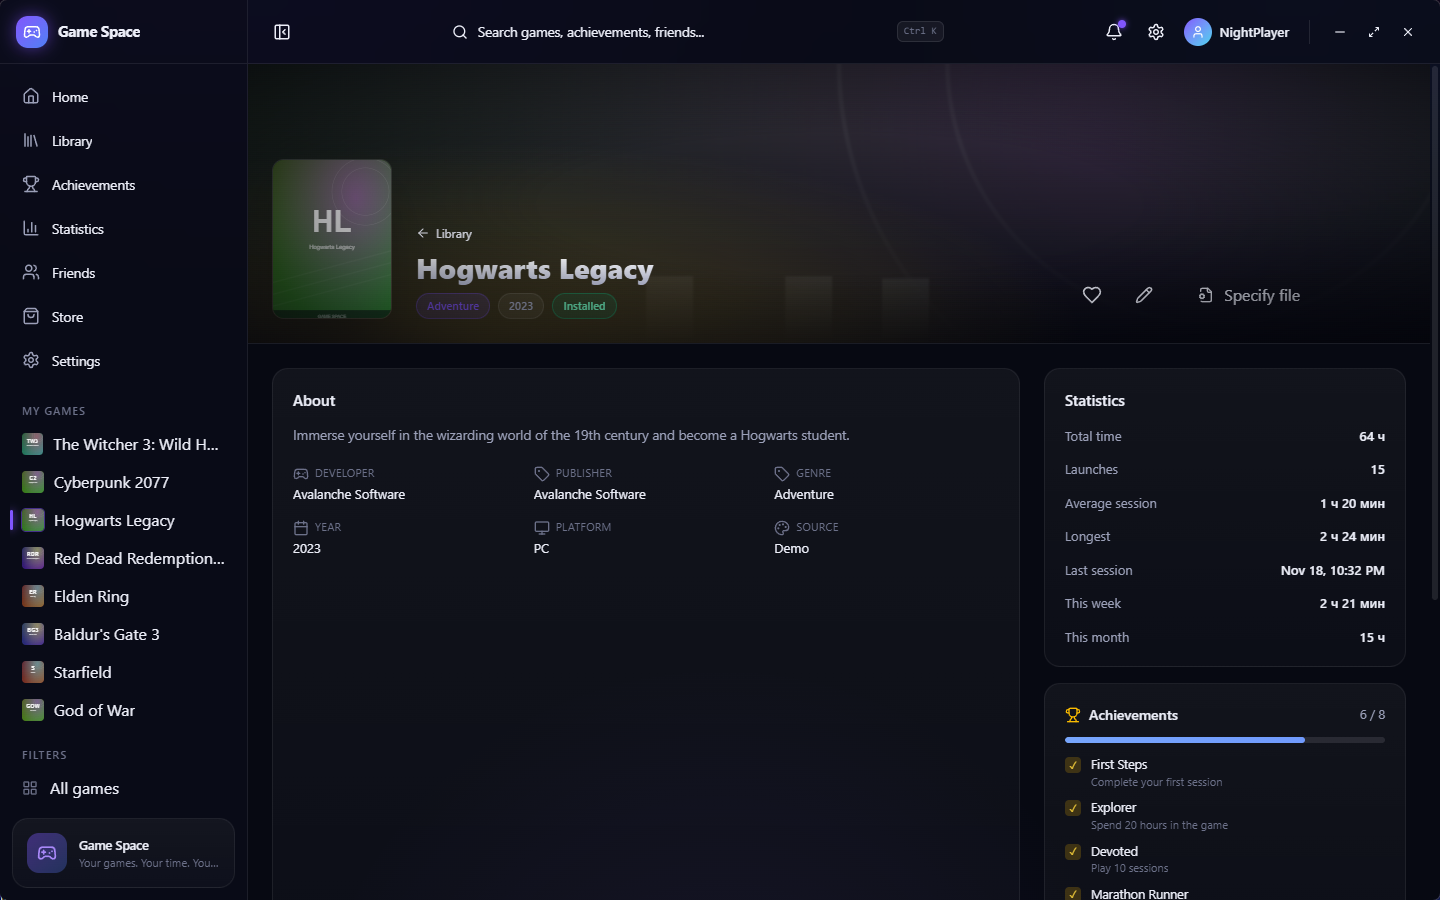 Game Space
Search games, achievements, friends...
Ctrl K
NightPlayer
Home
Library
Achievements
Statistics
Friends
Store
Settings
MY GAMES
The Witcher 3: Wild H...
Cyberpunk 2077
Hogwarts Legacy
Red Dead Redemption...
Elden Ring
Baldur's Gate 3
Starfield
God of War
FILTERS
All games
Game Space
Your games. Your time. You...
HL
Hogwarts Legacy
GAME SPACE
Library
Hogwarts Legacy
Adventure
2023
Installed
Specify file
About
Immerse yourself in the wizarding world of the 19th century and become a Hogwarts student.
DEVELOPER
Avalanche Software
PUBLISHER
Avalanche Software
GENRE
Adventure
YEAR
2023
PLATFORM
PC
SOURCE
Demo
Statistics
Total time 64 ч
Launches 15
Average session 1 ч 20 мин
Longest 2 ч 24 мин
Last session Nov 18, 10:32 PM
This week 2 ч 21 мин
This month 15 ч
Achievements 6 / 8
First Steps
Complete your first session
Explorer
Spend 20 hours in the game
Devoted
Play 10 sessions
Marathon Runner